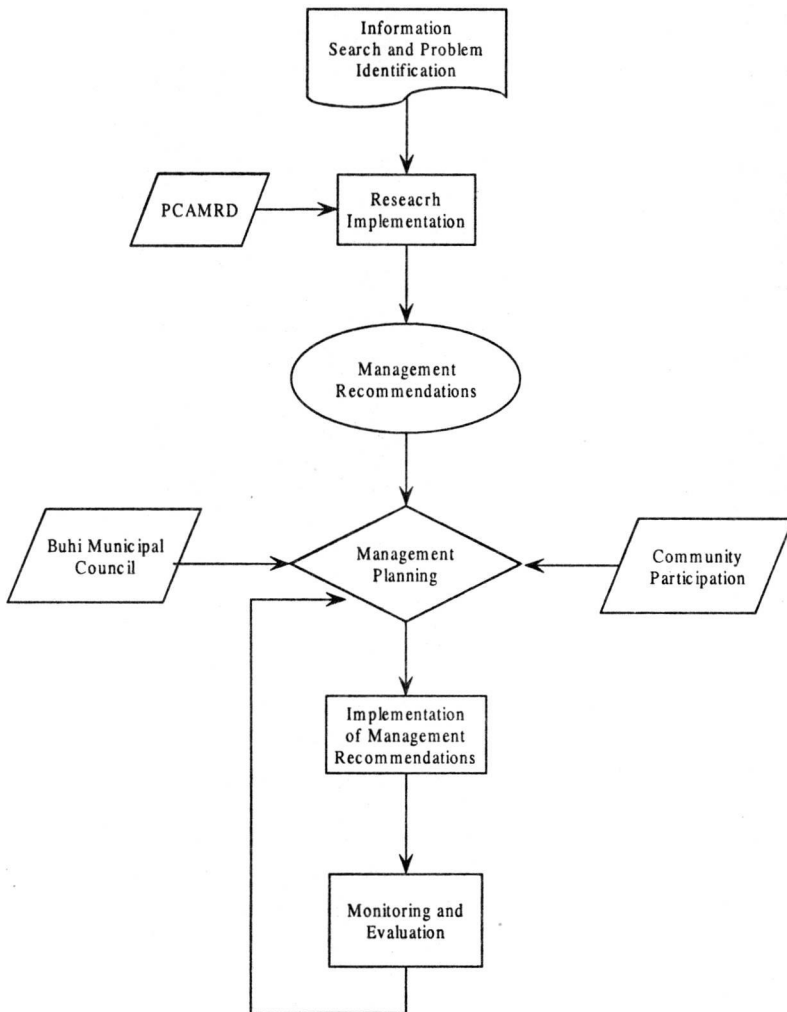 Information
Search and Problem
Identification
PCAMRD
Reseacrh
Implementation
Management
Recommendations
Buhi Municipal
Council
Management
Planning
Community
Participation
Implementation
of Management
Recommendations
Monitoring and
Evaluation